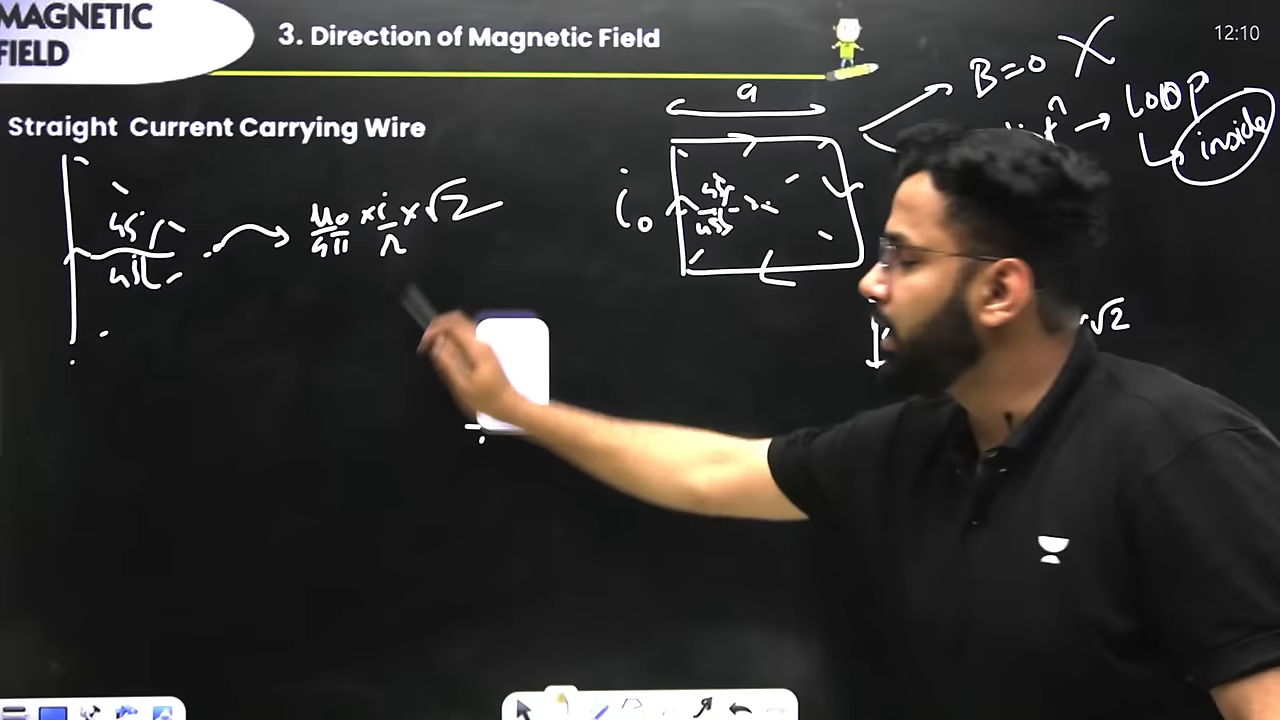 MAGNETIC
FIELD
3. Direction of Magnetic Field
12:10
Straight Current Carrying Wire
a
B=0 X
→ Loop
inside
i₀
45°
45°
μ₀/4π × i/r × √2
45°
45°
√2